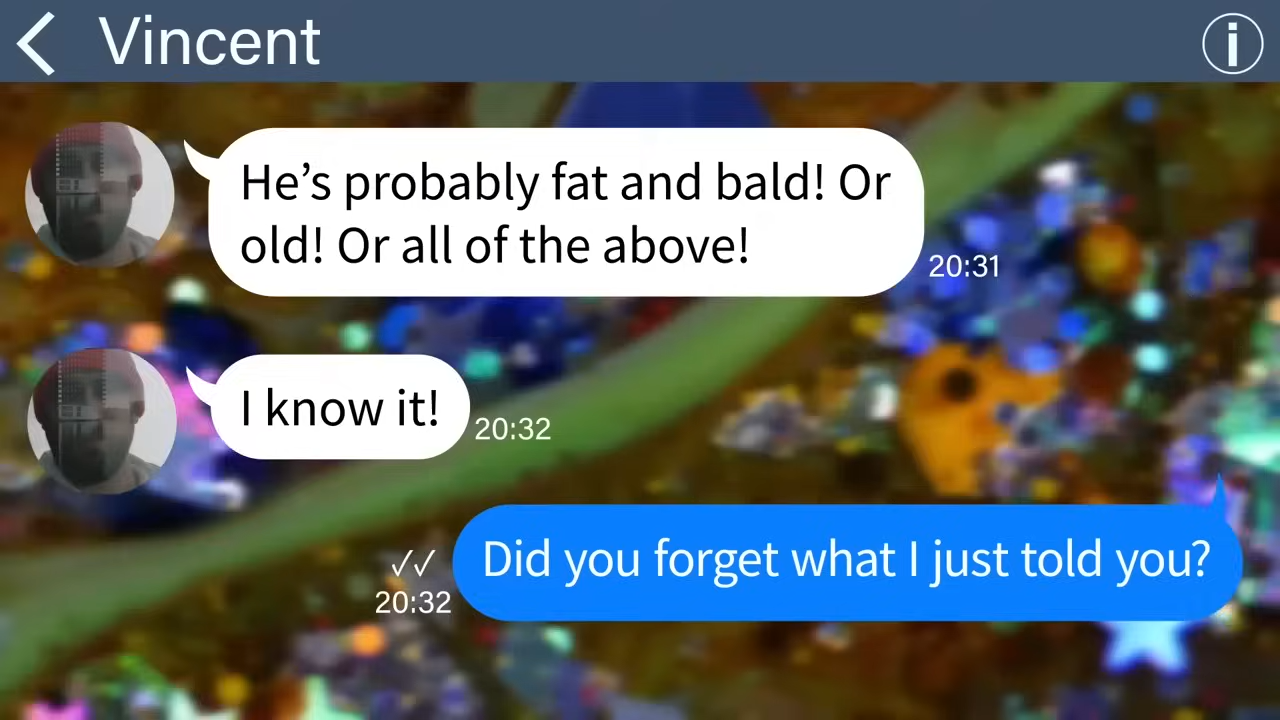 Vincent
He’s probably fat and bald! Or
old! Or all of the above!
20:31
I know it!
20:32
Did you forget what I just told you?
20:32